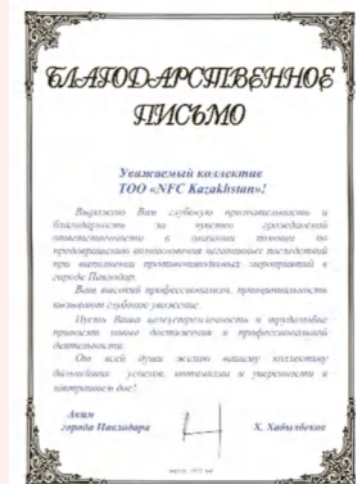 БЛАГОДАРСТВЕННОЕ
ПИСЬМО
Уважаемый коллектив
ТОО «NFC Kazakhstan»!
Выражаю Вам глубокую признательность и
благодарность за чувство гражданской
ответственности и оказании помощи по
предотвращению возникновения негативных последствий
при выполнении противопаводковых мероприятий в
городе Павлодар.
Ваш высокий профессионализм, принципиальность
вызывают глубокое уважение.
Пусть Ваша целеустремленность и трудолюбие
приносят новые достижения в профессиональной
деятельности.
От всей души желаю вашему коллективу
дальнейших успехов, оптимизма и уверенности в
завтрашнем дне!
Аким
города Павлодара
Х. Хабылбеков